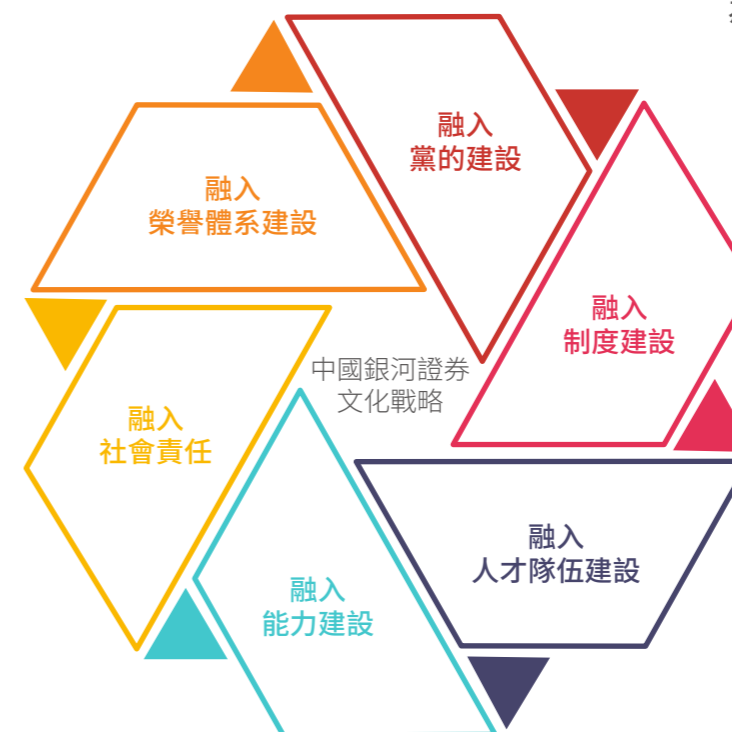 融入
黨的建設
融入
榮譽體系建設
融入
制度建設
中國銀河證券
文化戰略
融入
社會責任
融入
人才隊伍建設
融入
能力建設